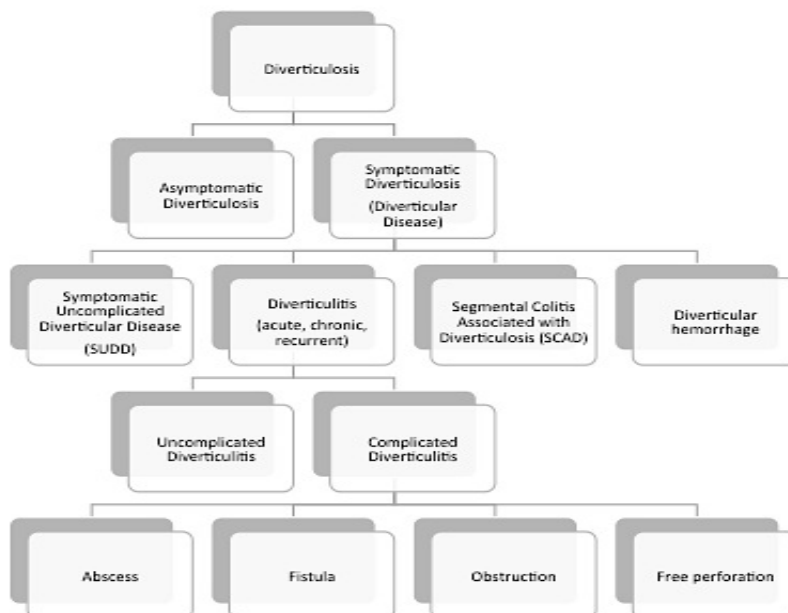 Diverticulosis
Asymptomatic
Diverticulosis
Symptomatic
Diverticulosis
(Diverticular
Disease)
Symptomatic
Uncomplicated
Diverticular Disease
(SUDD)
Diverticulitis
(acute, chronic,
recurrent)
Segmental Colitis
Associated with
Diverticulosis (SCAD)
Diverticular
hemorrhage
Uncomplicated
Diverticulitis
Complicated
Diverticulitis
Abscess
Fistula
Obstruction
Free perforation